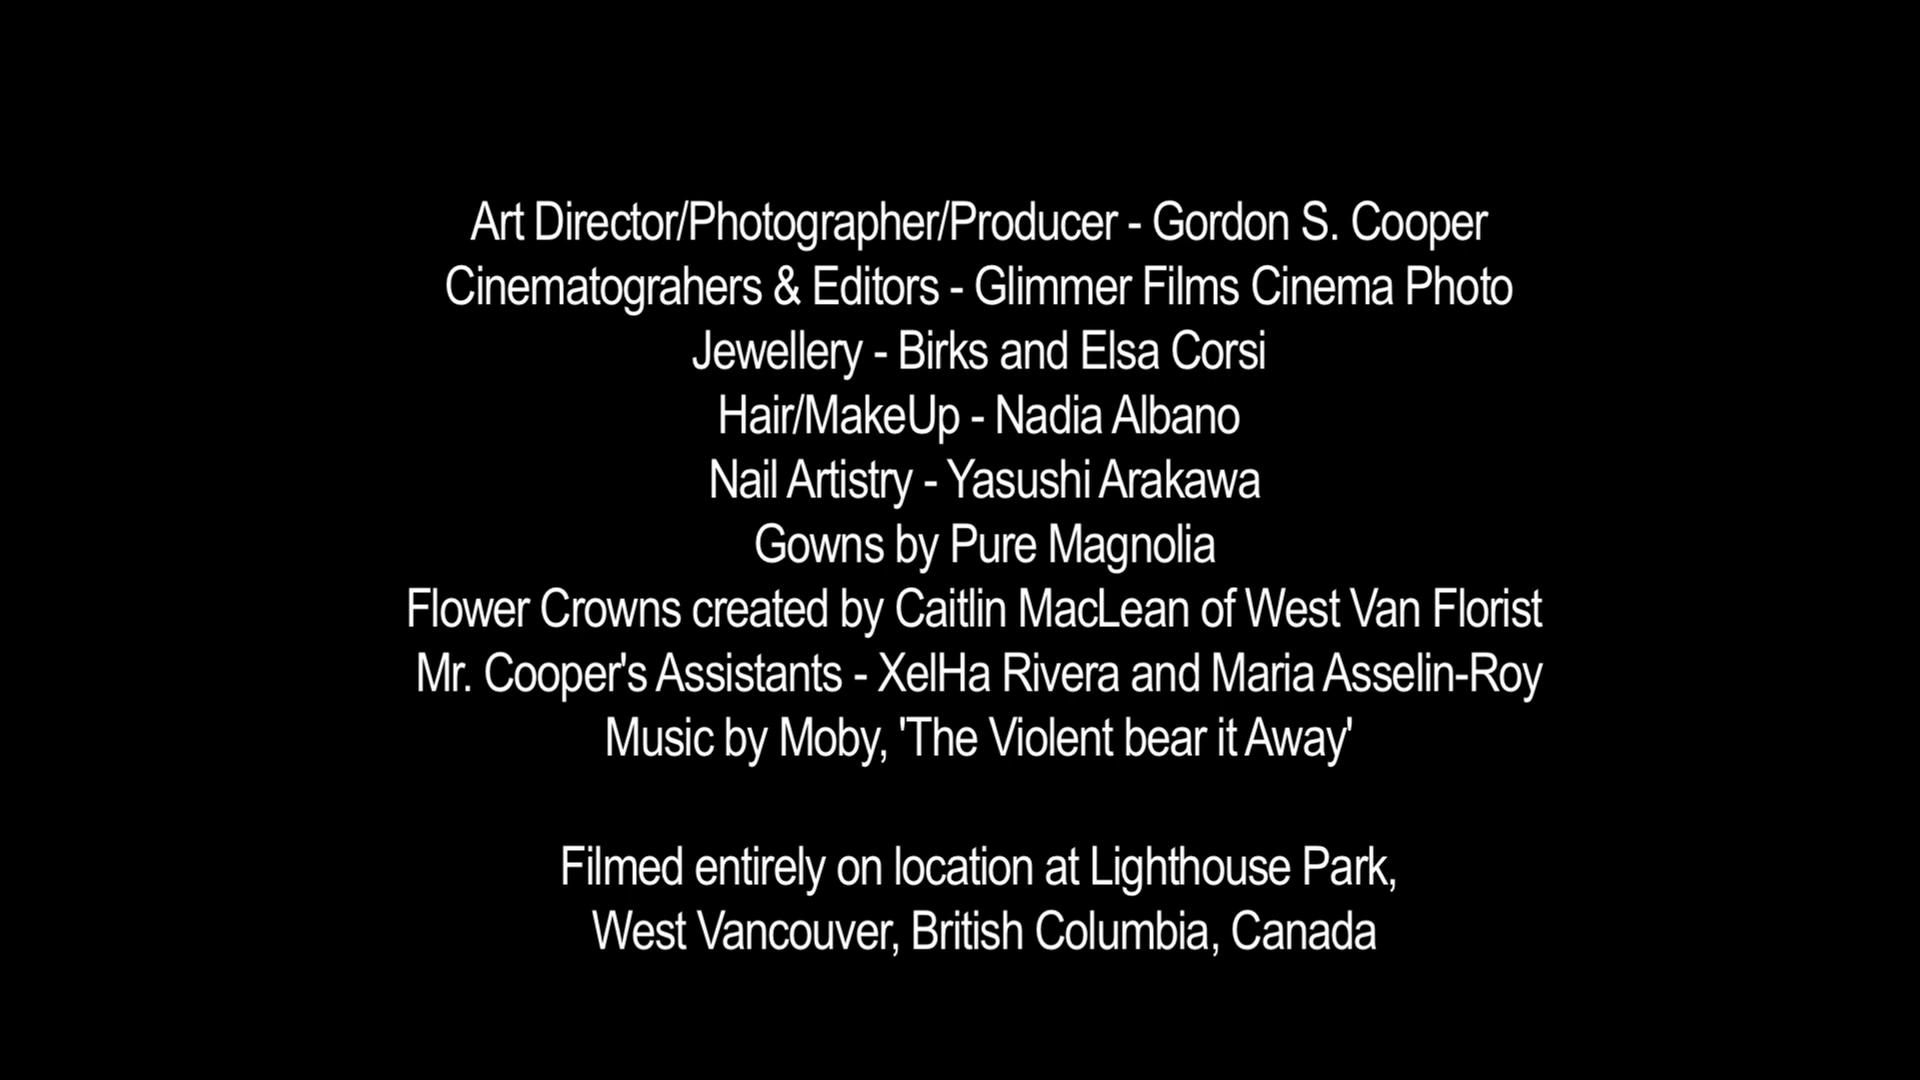 Art Director/Photographer/Producer - Gordon S. Cooper
Cinematograhers & Editors - Glimmer Films Cinema Photo
Jewellery - Birks and Elsa Corsi
Hair/MakeUp - Nadia Albano
Nail Artistry - Yasushi Arakawa
Gowns by Pure Magnolia
Flower Crowns created by Caitlin MacLean of West Van Florist
Mr. Cooper's Assistants - XelHa Rivera and Maria Asselin-Roy
Music by Moby, 'The Violent bear it Away'
Filmed entirely on location at Lighthouse Park,
West Vancouver, British Columbia, Canada